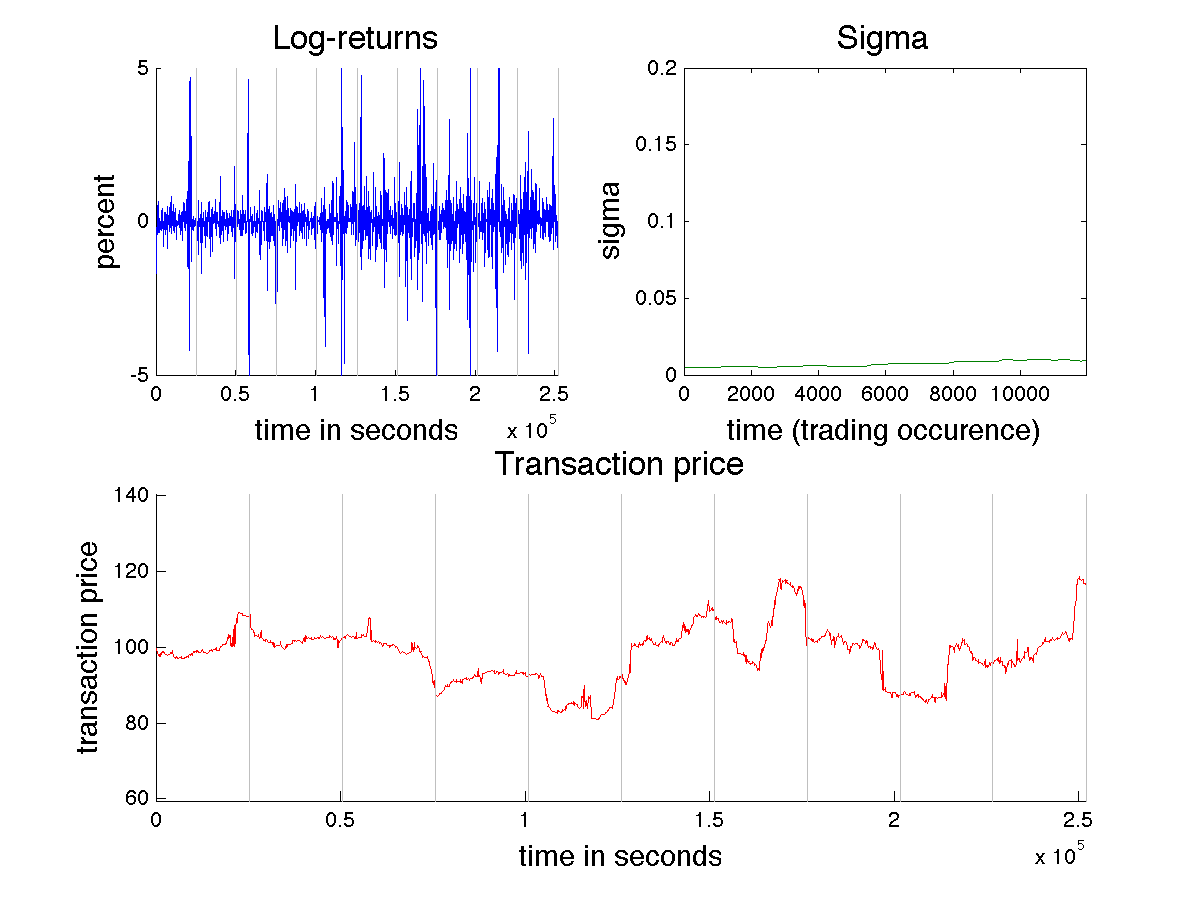 Log-returns
5
0
-5
percent
0
0.5
1
1.5
2
2.5
x 10^5
time in seconds
Sigma
0.2
0.15
0.1
0.05
0
sigma
0
2000
4000
6000
8000
10000
time (trading occurence)
Transaction price
140
120
100
80
60
transaction price
0
0.5
1
1.5
2
2.5
x 10^5
time in seconds